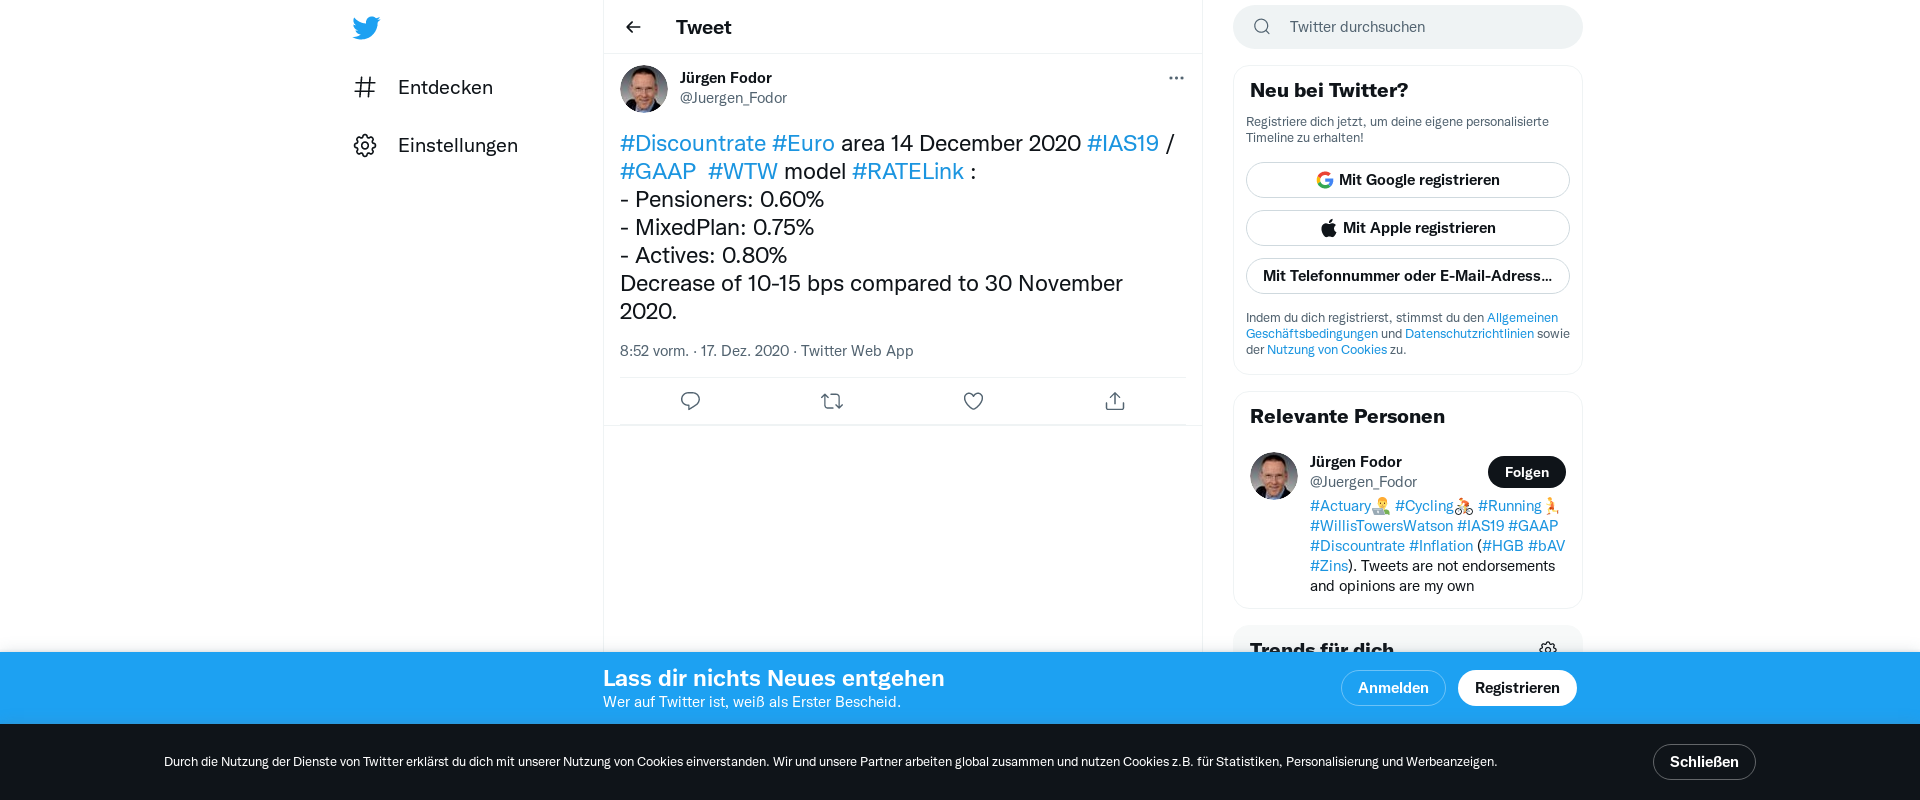 Tweet
Twitter durchsuchen
Entdecken
Einstellungen
Jürgen Fodor
@Juergen_Fodor
#Discountrate #Euro area 14 December 2020 #IAS19 /
#GAAP #WTW model #RATELink :
- Pensioners: 0.60%
- MixedPlan: 0.75%
- Actives: 0.80%
Decrease of 10-15 bps compared to 30 November
2020.
8:52 vorm. · 17. Dez. 2020 · Twitter Web App
Neu bei Twitter?
Registriere dich jetzt, um deine eigene personalisierte
Timeline zu erhalten!
Mit Google registrieren
Mit Apple registrieren
Mit Telefonnummer oder E-Mail-Adress...
Indem du dich registrierst, stimmst du den Allgemeinen
Geschäftsbedingungen und Datenschutzrichtlinien sowie
der Nutzung von Cookies zu.
Relevante Personen
Jürgen Fodor
@Juergen_Fodor
Folgen
#Actuary #Cycling #Running
#WillisTowersWatson #IAS19 #GAAP
#Discountrate #Inflation (#HGB #bAV
#Zins). Tweets are not endorsements
and opinions are my own
Trends für dich
Lass dir nichts Neues entgehen
Wer auf Twitter ist, weiß als Erster Bescheid.
Anmelden
Registrieren
Durch die Nutzung der Dienste von Twitter erklärst du dich mit unserer Nutzung von Cookies einverstanden. Wir und unsere Partner arbeiten global zusammen und nutzen Cookies z.B. für Statistiken, Personalisierung und Werbeanzeigen.
Schließen